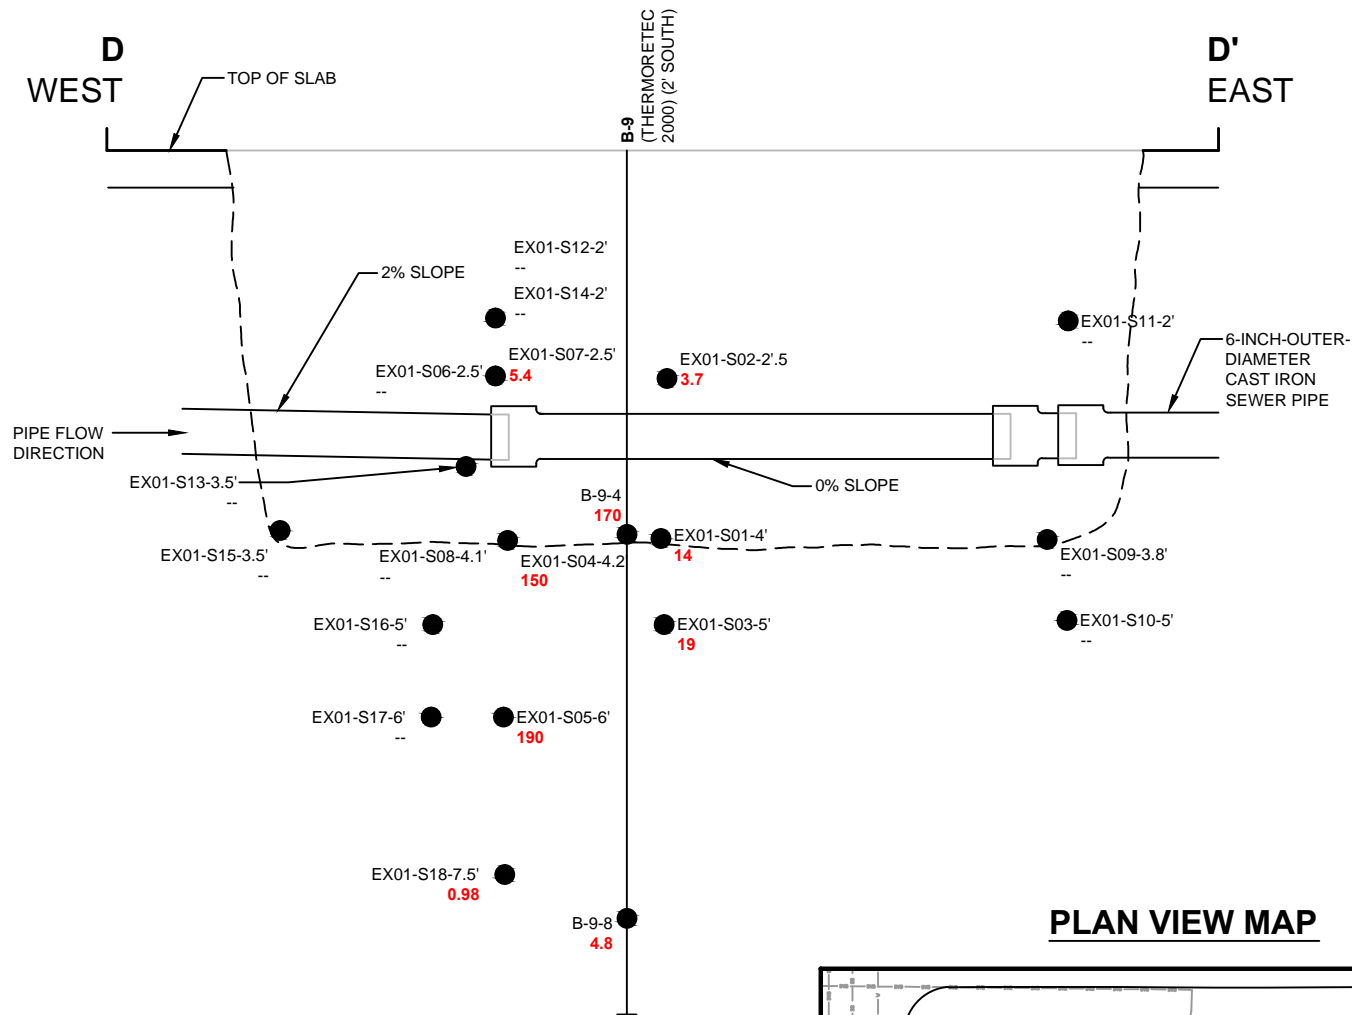 D
WEST
TOP OF SLAB
B-9
(THERMORETEC
2000) (2' SOUTH)
D'
EAST
EX01-S12-2'
--
2% SLOPE
EX01-S14-2'
--
EX01-S11-2'
--
6-INCH-OUTER-
DIAMETER
CAST IRON
SEWER PIPE
EX01-S07-2.5'
5.4
EX01-S06-2.5'
--
EX01-S02-2'.5
3.7
PIPE FLOW
DIRECTION
EX01-S13-3.5'
--
0% SLOPE
B-9-4
170
EX01-S01-4'
14
EX01-S15-3.5'
--
EX01-S08-4.1'
--
EX01-S04-4.2'
150
EX01-S09-3.8'
--
EX01-S16-5'
--
EX01-S03-5'
19
EX01-S10-5'
--
EX01-S17-6'
--
EX01-S05-6'
190
EX01-S18-7.5'
0.98
B-9-8
4.8
PLAN VIEW MAP